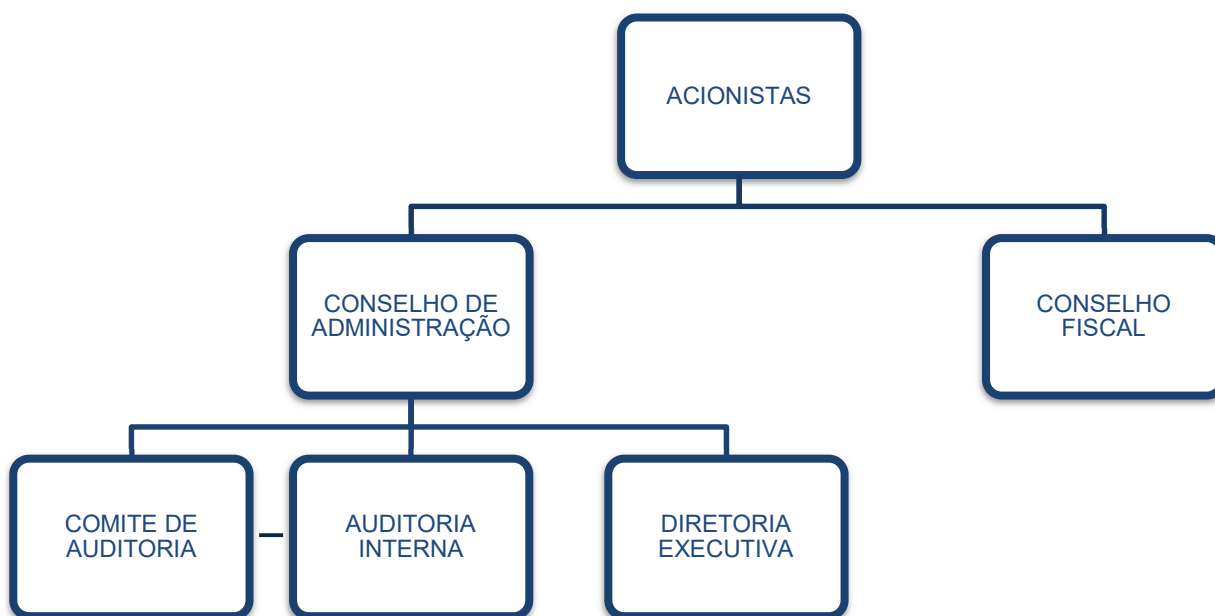 ACIONISTAS
CONSELHO DE
ADMINISTRAÇÃO
CONSELHO
FISCAL
COMITE DE
AUDITORIA
AUDITORIA
INTERNA
DIRETORIA
EXECUTIVA